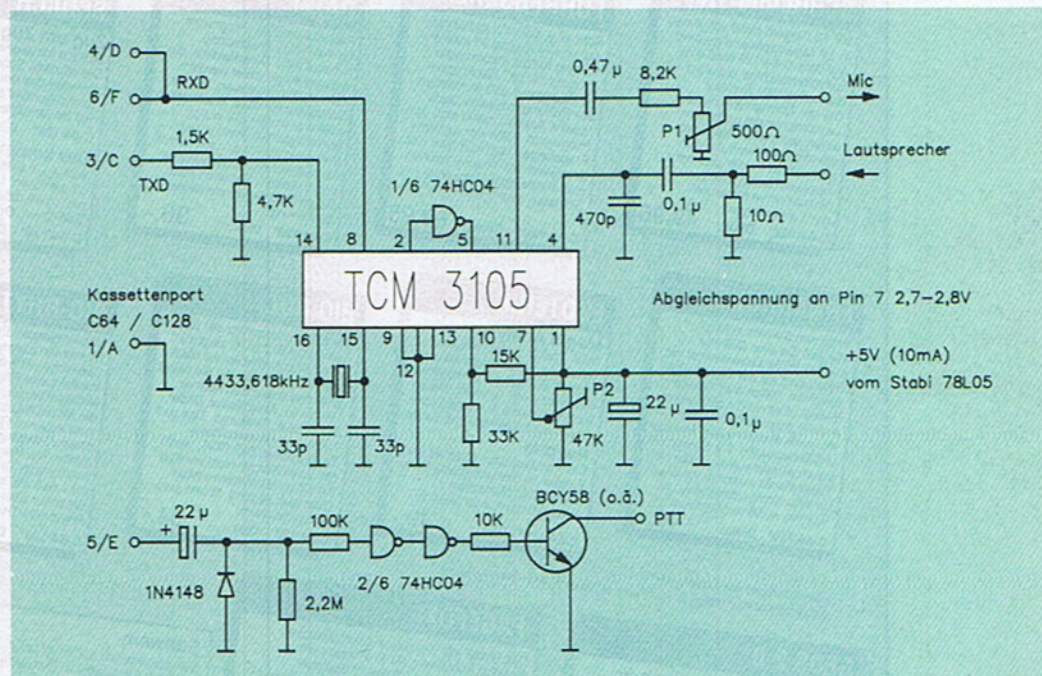 4/D
6/F
RXD
3/C
1,5K
TXD
4,7K
0,47µ
8,2K
P1
500Ω
Mic
Lautsprecher
100Ω
0,1µ
470p
10Ω
1/6 74HC04
14
8
2
5
11
4
TCM 3105
16
15
9
12
13
10
7
1
Kassettenport
C64 / C128
1/A
Abgleichspannung an Pin 7 2,7-2,8V
4433,618kHz
33p
33p
15K
33K
P2
47K
22µ
0,1µ
+5V (10mA)
vom Stabi 78L05
5/E
+
22µ
1N4148
2,2M
100K
2/6 74HC04
10K
BCY58 (o.ä.)
PTT